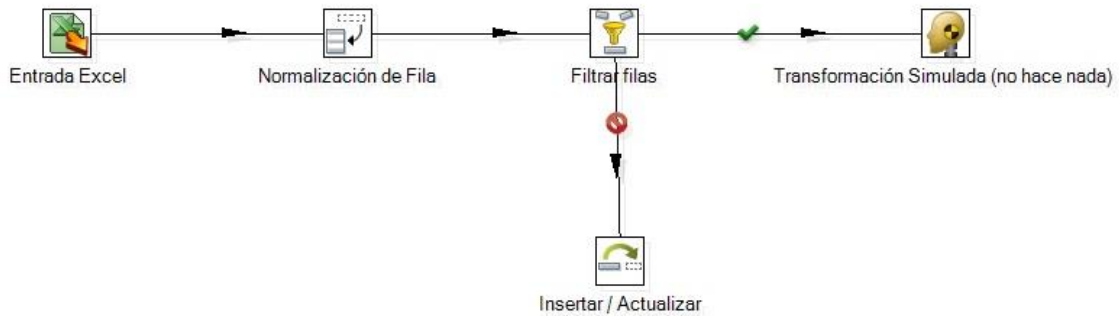 Entrada Excel
Normalización de Fila
Filtrar filas
Transformación Simulada (no hace nada)
Insertar / Actualizar